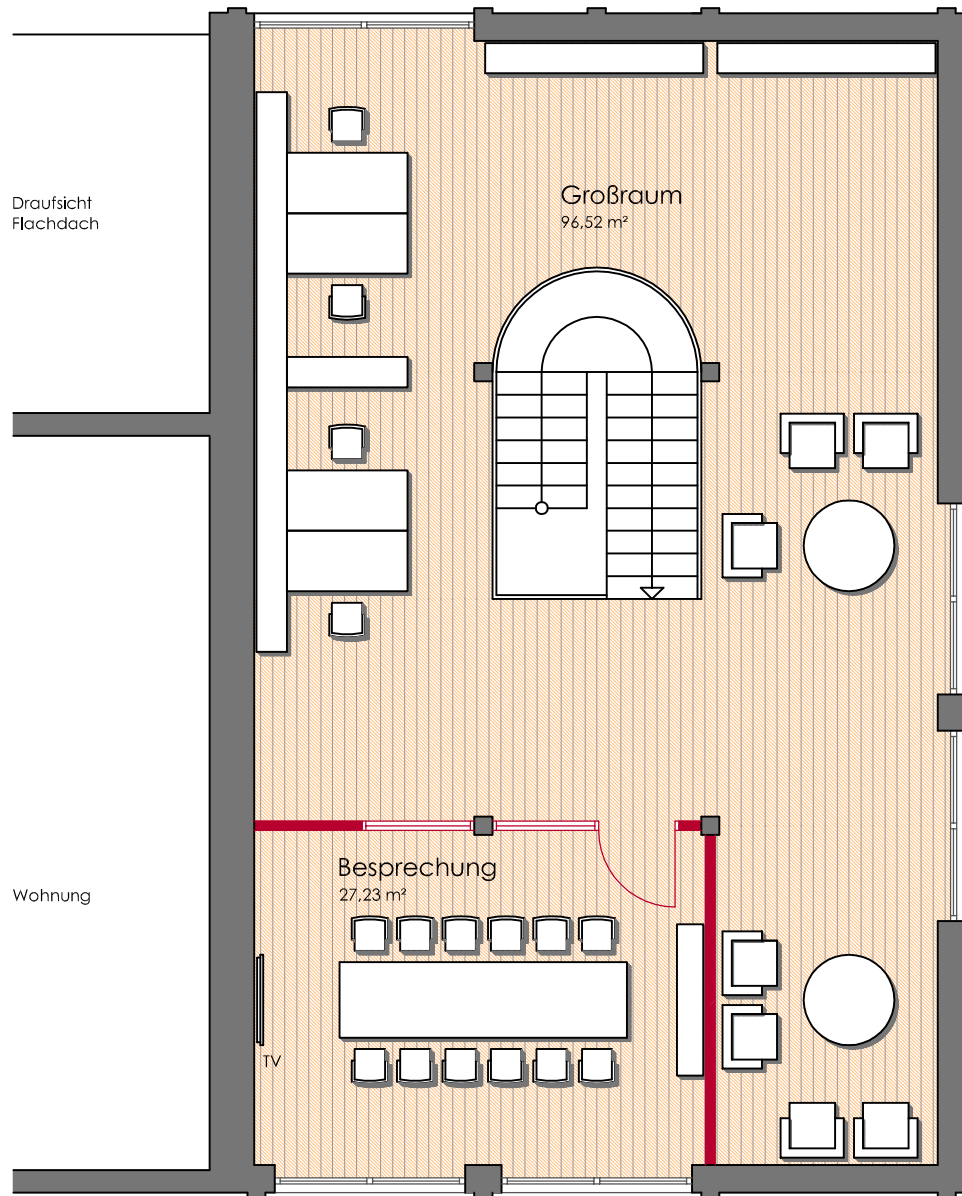 Großraum
96,52 m²
Draufsicht
Flachdach
Besprechung
27,23 m²
Wohnung
TV